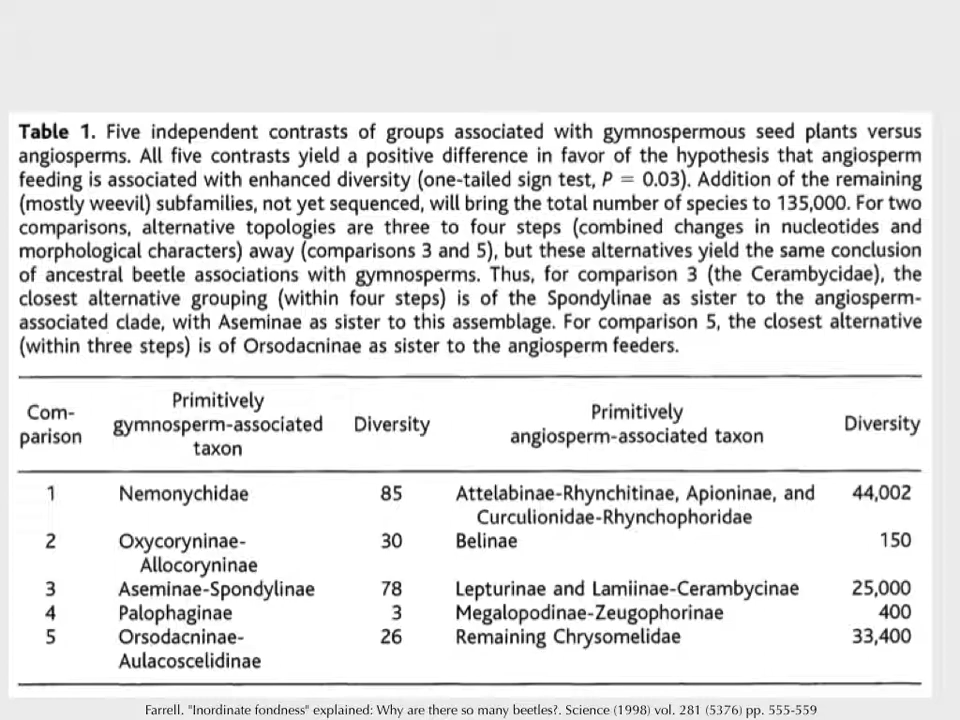 Table 1. Five independent contrasts of groups associated with gymnospermous seed plants versus
angiosperms. All five contrasts yield a positive difference in favor of the hypothesis that angiosperm
feeding is associated with enhanced diversity (one-tailed sign test, P = 0.03). Addition of the remaining
(mostly weevil) subfamilies, not yet sequenced, will bring the total number of species to 135,000. For two
comparisons, alternative topologies are three to four steps (combined changes in nucleotides and
morphological characters) away (comparisons 3 and 5), but these alternatives yield the same conclusion
of ancestral beetle associations with gymnosperms. Thus, for comparison 3 (the Cerambycidae), the
closest alternative grouping (within four steps) is of the Spondylinae as sister to the angiosperm-
associated clade, with Aseminae as sister to this assemblage. For comparison 5, the closest alternative
(within three steps) is of Orsodacninae as sister to the angiosperm feeders.
Com-
parison
Primitively
gymnosperm-associated
taxon
Diversity
Primitively
angiosperm-associated taxon
Diversity
1 Nemonychidae 85 Attelabinae-Rhynchitinae, Apioninae, and 44,002
Curculionidae-Rhynchophoridae
2 Oxycoryninae- 30 Belinae 150
Allocoryninae
3 Aseminae-Spondylinae 78 Lepturinae and Lamiinae-Cerambycinae 25,000
4 Palophaginae 3 Megalopodinae-Zeugophorinae 400
5 Orsodacninae- 26 Remaining Chrysomelidae 33,400
Aulacoscelidinae
Farrell. "Inordinate fondness" explained: Why are there so many beetles?. Science (1998) vol. 281 (5376) pp. 555-559